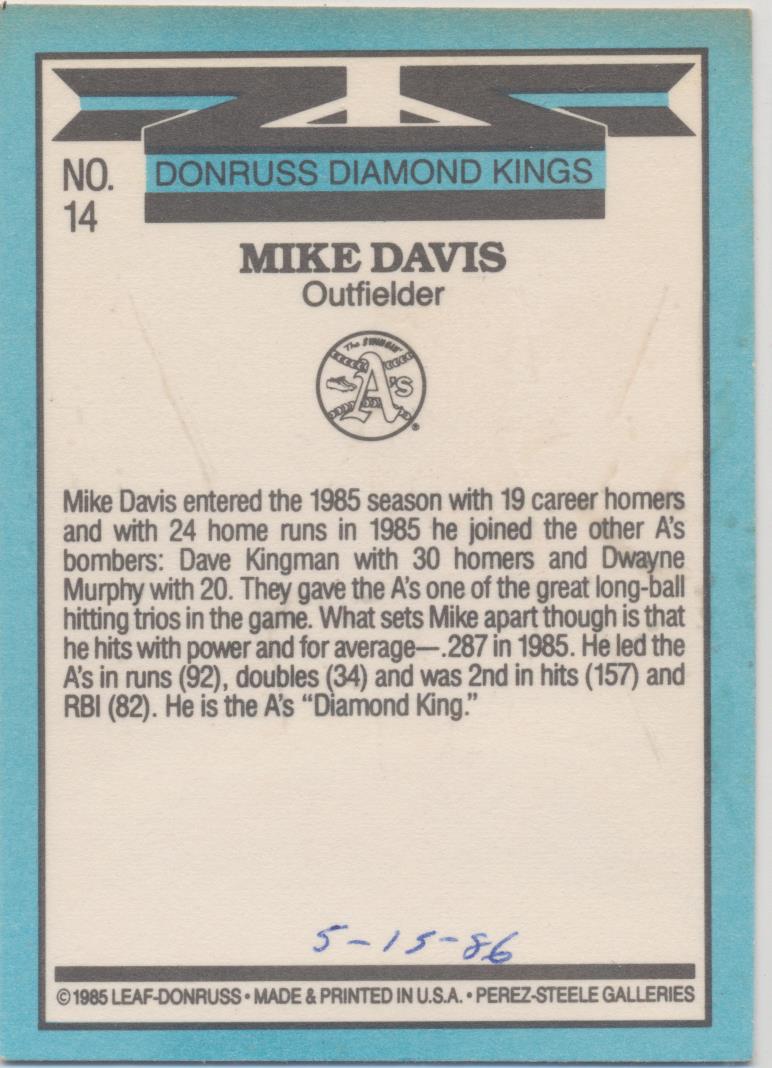 NO.
14
DONRUSS DIAMOND KINGS
MIKE DAVIS
Outfielder
The SWINGIN'
A's
®
Mike Davis entered the 1985 season with 19 career homers
and with 24 home runs in 1985 he joined the other A's
bombers: Dave Kingman with 30 homers and Dwayne
Murphy with 20. They gave the A's one of the great long-ball
hitting trios in the game. What sets Mike apart though is that
he hits with power and for average—.287 in 1985. He led the
A's in runs (92), doubles (34) and was 2nd in hits (157) and
RBI (82). He is the A's “Diamond King.”
5-15-86
©1985 LEAF-DONRUSS • MADE & PRINTED IN U.S.A. • PEREZ-STEELE GALLERIES